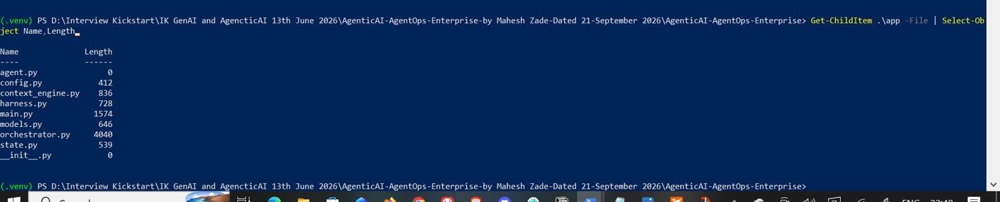 (.venv) PS D:\Interview Kickstart\IK GenAI and AgencticAI 13th June 2026\AgenticAI-AgentOps-Enterprise-by Mahesh Zade-Dated 21-September 2026\AgenticAI-AgentOps-Enterprise> Get-ChildItem .\app -File | Select-Ob
ject Name,Length
Name Length
---- ------
agent.py 0
config.py 412
context_engine.py 836
harness.py 728
main.py 1574
models.py 646
orchestrator.py 4040
state.py 539
__init__.py 0
(.venv) PS D:\Interview Kickstart\IK GenAI and AgencticAI 13th June 2026\AgenticAI-AgentOps-Enterprise-by Mahesh Zade-Dated 21-September 2026\AgenticAI-AgentOps-Enterprise>